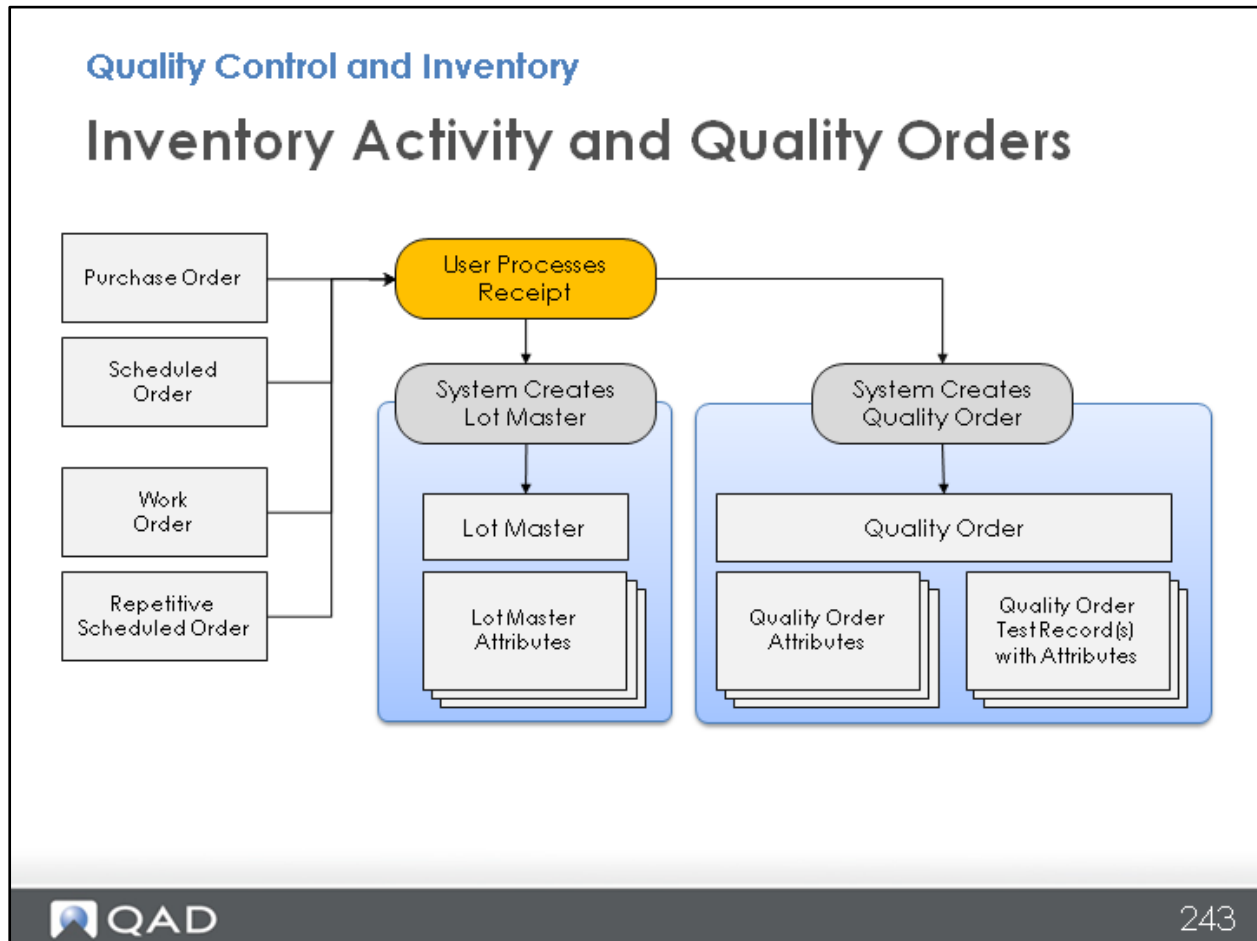 Quality Control and Inventory
Inventory Activity and Quality Orders
Purchase Order
Scheduled
Order
Work
Order
Repetitive
Scheduled Order
User Processes
Receipt
System Creates
Lot Master
Lot Master
Lot Master
Attributes
System Creates
Quality Order
Quality Order
Quality Order
Attributes
Quality Order
Test Record(s)
with Attributes
QAD
243